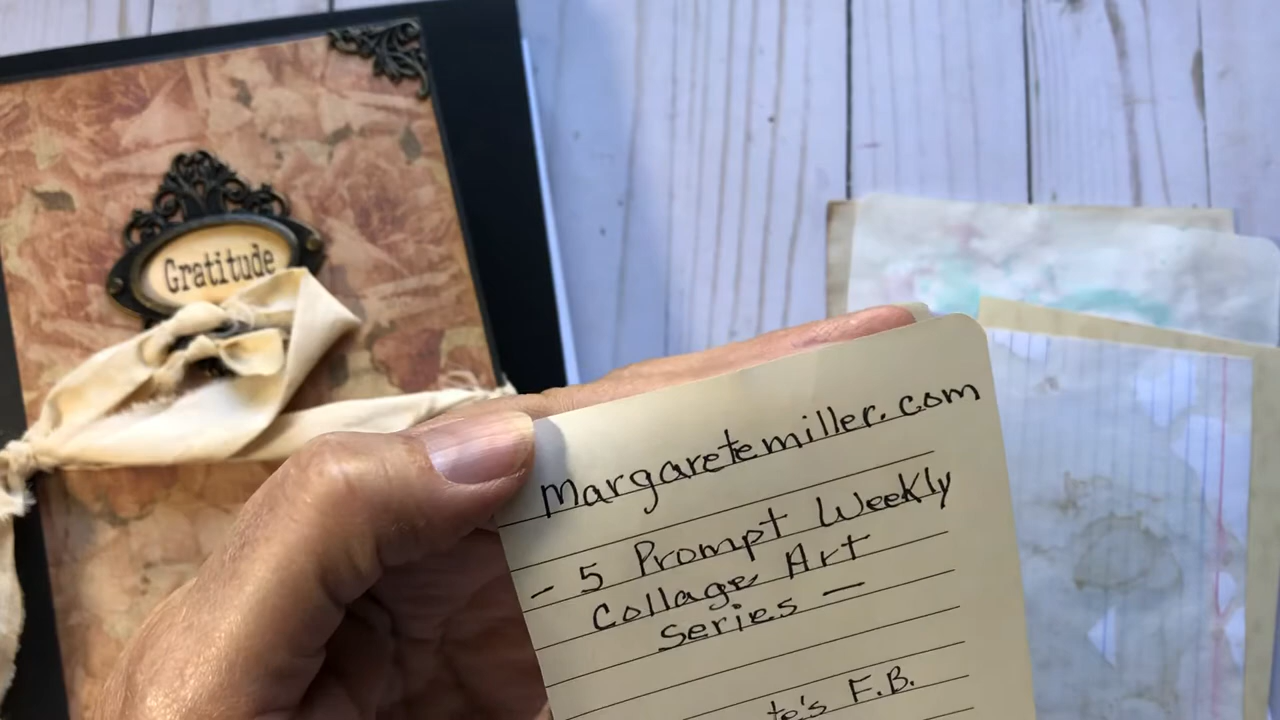 Gratitude
Margaretemiller.com
- 5 Prompt Weekly
Collage Art
Series -
F.B.